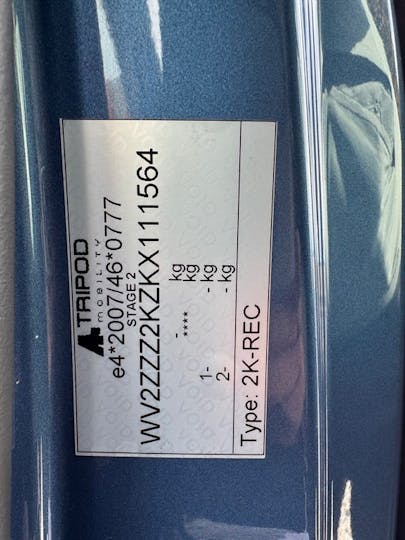 TRIPOD
MOBILITY
e4*2007/46*0777
STAGE 2
WV2ZZZ2KZKX111564
- kg
**** kg
1- - kg
2- - kg
Type: 2K-REC